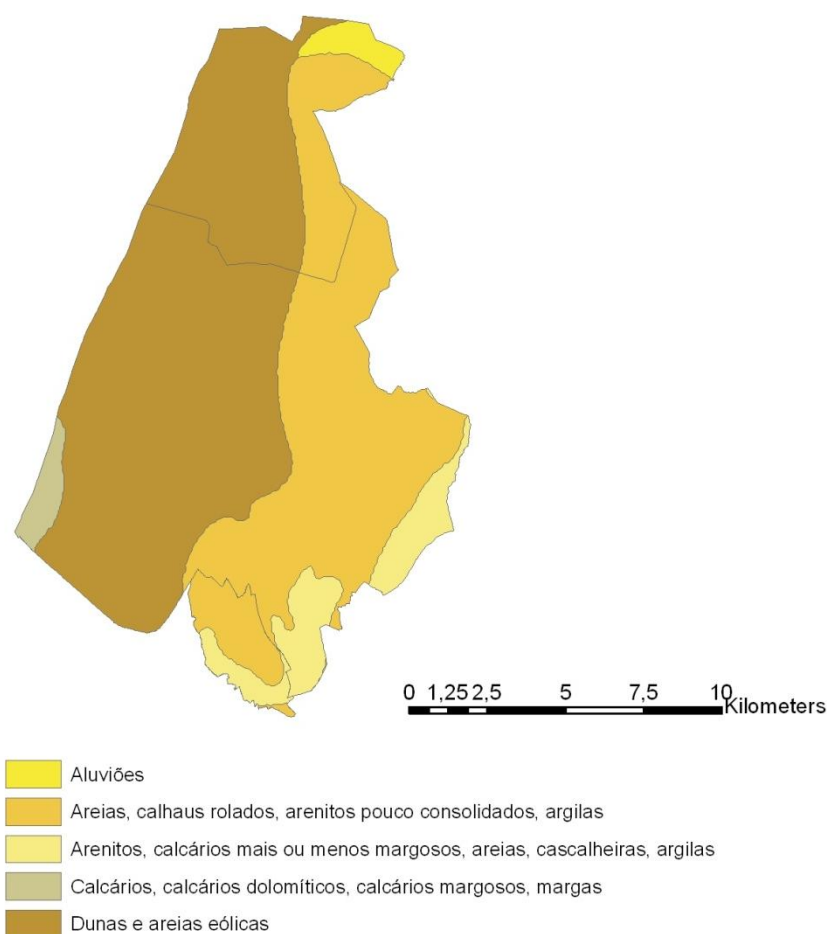 0 1,25 2,5 5 7,5 10
Kilometers
Aluviões
Areias, calhaus rolados, arenitos pouco consolidados, argilas
Arenitos, calcários mais ou menos margosos, areias, cascalheiras, argilas
Calcários, calcários dolomíticos, calcários margosos, margas
Dunas e areias eólicas